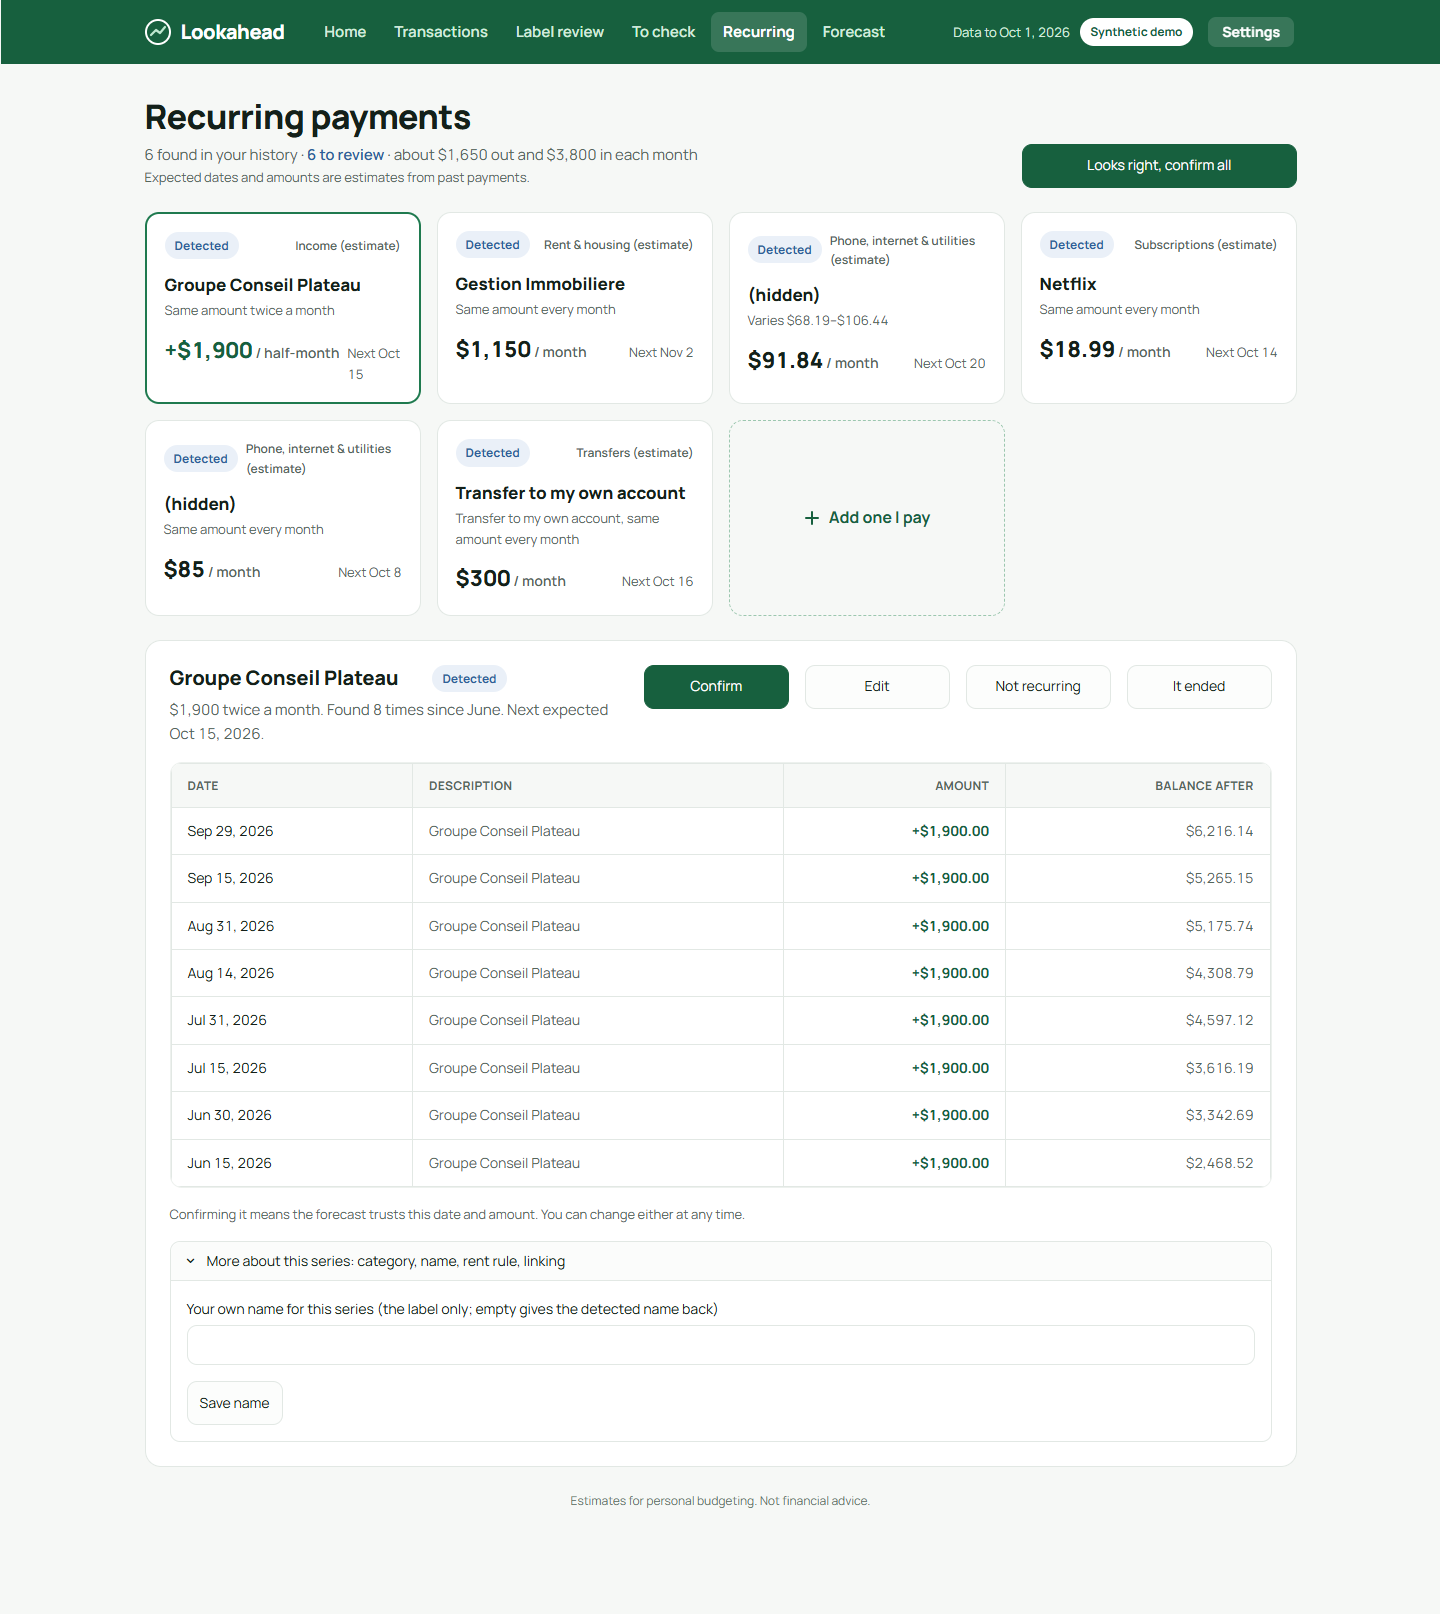 Lookahead
Home
Transactions
Label review
To check
Recurring
Forecast
Data to Oct 1, 2026
Synthetic demo
Settings
Recurring payments
6 found in your history · 6 to review · about $1,650 out and $3,800 in each month
Expected dates and amounts are estimates from past payments.
Looks right, confirm all
Detected
Income (estimate)
Groupe Conseil Plateau
Same amount twice a month
+$1,900 / half-month
Next Oct
15
Detected
Rent & housing (estimate)
Gestion Immobiliere
Same amount every month
$1,150 / month
Next Nov 2
Detected
Phone, internet & utilities
(estimate)
(hidden)
Varies $68.19–$106.44
$91.84 / month
Next Oct 20
Detected
Subscriptions (estimate)
Netflix
Same amount every month
$18.99 / month
Next Oct 14
Detected
Phone, internet & utilities
(estimate)
(hidden)
Same amount every month
$85 / month
Next Oct 8
Detected
Transfers (estimate)
Transfer to my own account
Transfer to my own account, same
amount every month
$300 / month
Next Oct 16
+ Add one I pay
Groupe Conseil Plateau
Detected
$1,900 twice a month. Found 8 times since June. Next expected
Oct 15, 2026.
Confirm
Edit
Not recurring
It ended
DATE DESCRIPTION AMOUNT BALANCE AFTER
Sep 29, 2026 Groupe Conseil Plateau +$1,900.00 $6,216.14
Sep 15, 2026 Groupe Conseil Plateau +$1,900.00 $5,265.15
Aug 31, 2026 Groupe Conseil Plateau +$1,900.00 $5,175.74
Aug 14, 2026 Groupe Conseil Plateau +$1,900.00 $4,308.79
Jul 31, 2026 Groupe Conseil Plateau +$1,900.00 $4,597.12
Jul 15, 2026 Groupe Conseil Plateau +$1,900.00 $3,616.19
Jun 30, 2026 Groupe Conseil Plateau +$1,900.00 $3,342.69
Jun 15, 2026 Groupe Conseil Plateau +$1,900.00 $2,468.52
Confirming it means the forecast trusts this date and amount. You can change either at any time.
More about this series: category, name, rent rule, linking
Your own name for this series (the label only; empty gives the detected name back)
Save name
Estimates for personal budgeting. Not financial advice.